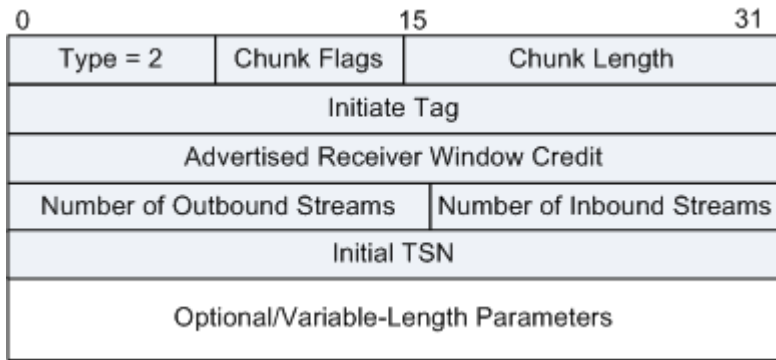 0 15 31
Type = 2 Chunk Flags Chunk Length
Initiate Tag
Advertised Receiver Window Credit
Number of Outbound Streams Number of Inbound Streams
Initial TSN
Optional/Variable-Length Parameters